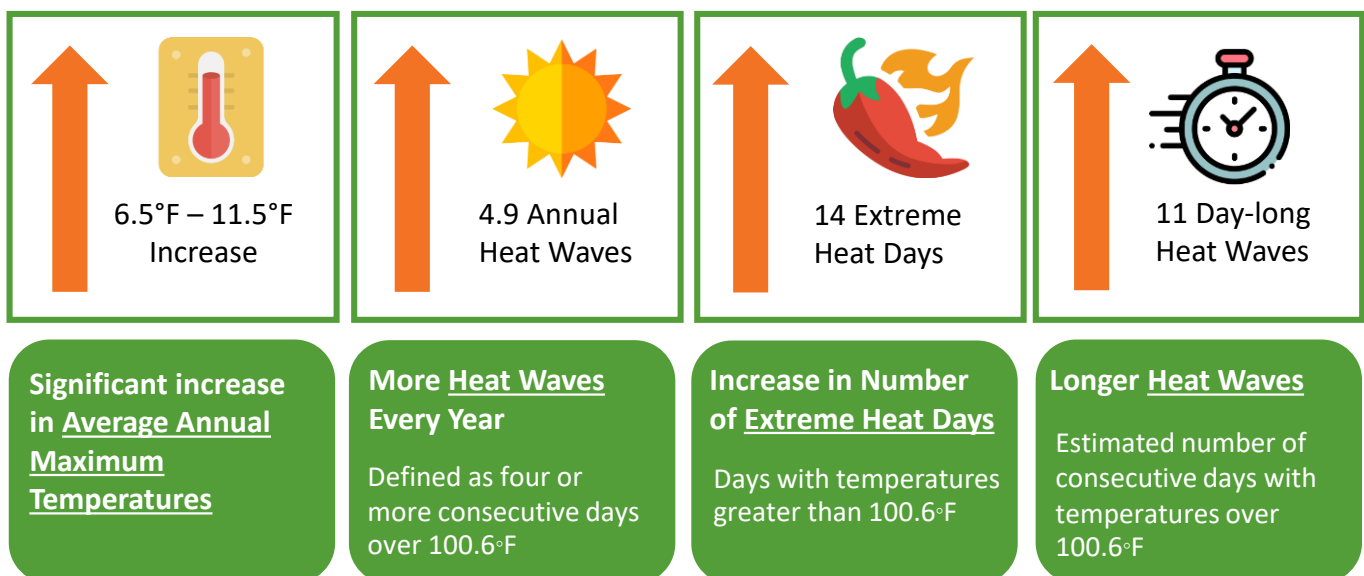 6.5°F – 11.5°F
Increase
4.9 Annual
Heat Waves
14 Extreme
Heat Days
11 Day-long
Heat Waves
Significant increase
in Average Annual
Maximum
Temperatures
More Heat Waves
Every Year
Defined as four or
more consecutive days
over 100.6◦F
Increase in Number
of Extreme Heat Days
Days with temperatures
greater than 100.6◦F
Longer Heat Waves
Estimated number of
consecutive days with
temperatures over
100.6◦F